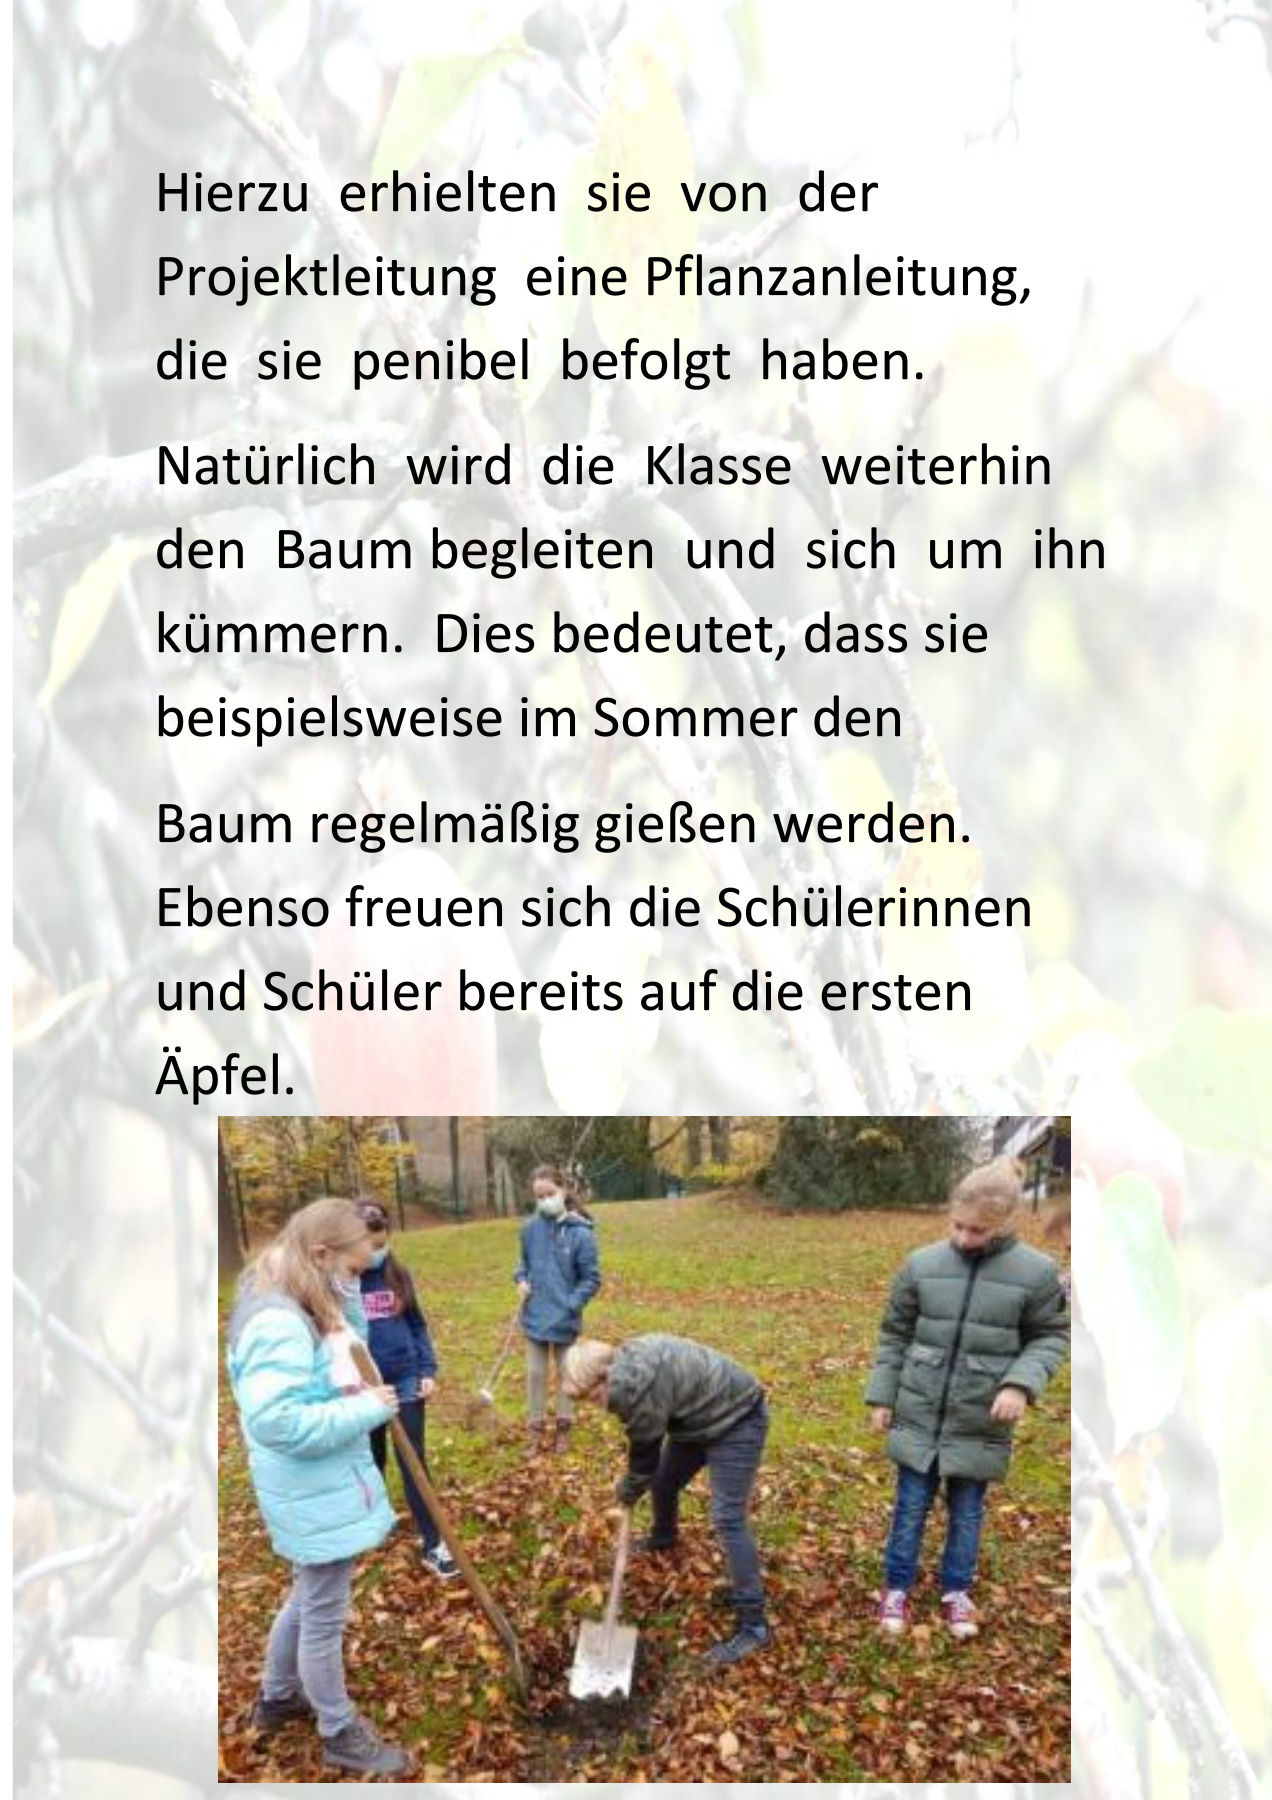 Hierzu erhielten sie von der
Projektleitung eine Pflanzanleitung,
die sie penibel befolgt haben.
Natürlich wird die Klasse weiterhin
den Baum begleiten und sich um ihn
kümmern. Dies bedeutet, dass sie
beispielsweise im Sommer den
Baum regelmäßig gießen werden.
Ebenso freuen sich die Schülerinnen
und Schüler bereits auf die ersten
Äpfel.